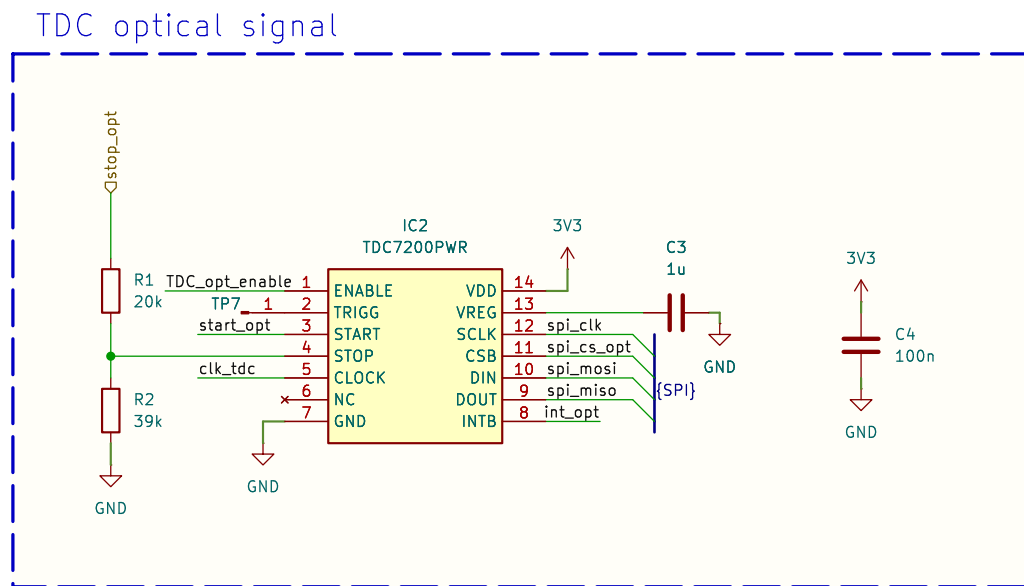 TDC optical signal
stop_opt
R1
20k
R2
39k
GND
TDC_opt_enable
TP7
start_opt
clk_tdc
GND
IC2
TDC7200PWR
1 ENABLE
1 2 TRIGG
3 START
4 STOP
5 CLOCK
6 NC
7 GND
VDD 14
VREG 13
SCLK 12
CSB 11
DIN 10
DOUT 9
INTB 8
3V3
spi_clk
spi_cs_opt
spi_mosi
spi_miso
int_opt
{SPI}
C3
1u
GND
3V3
C4
100n
GND